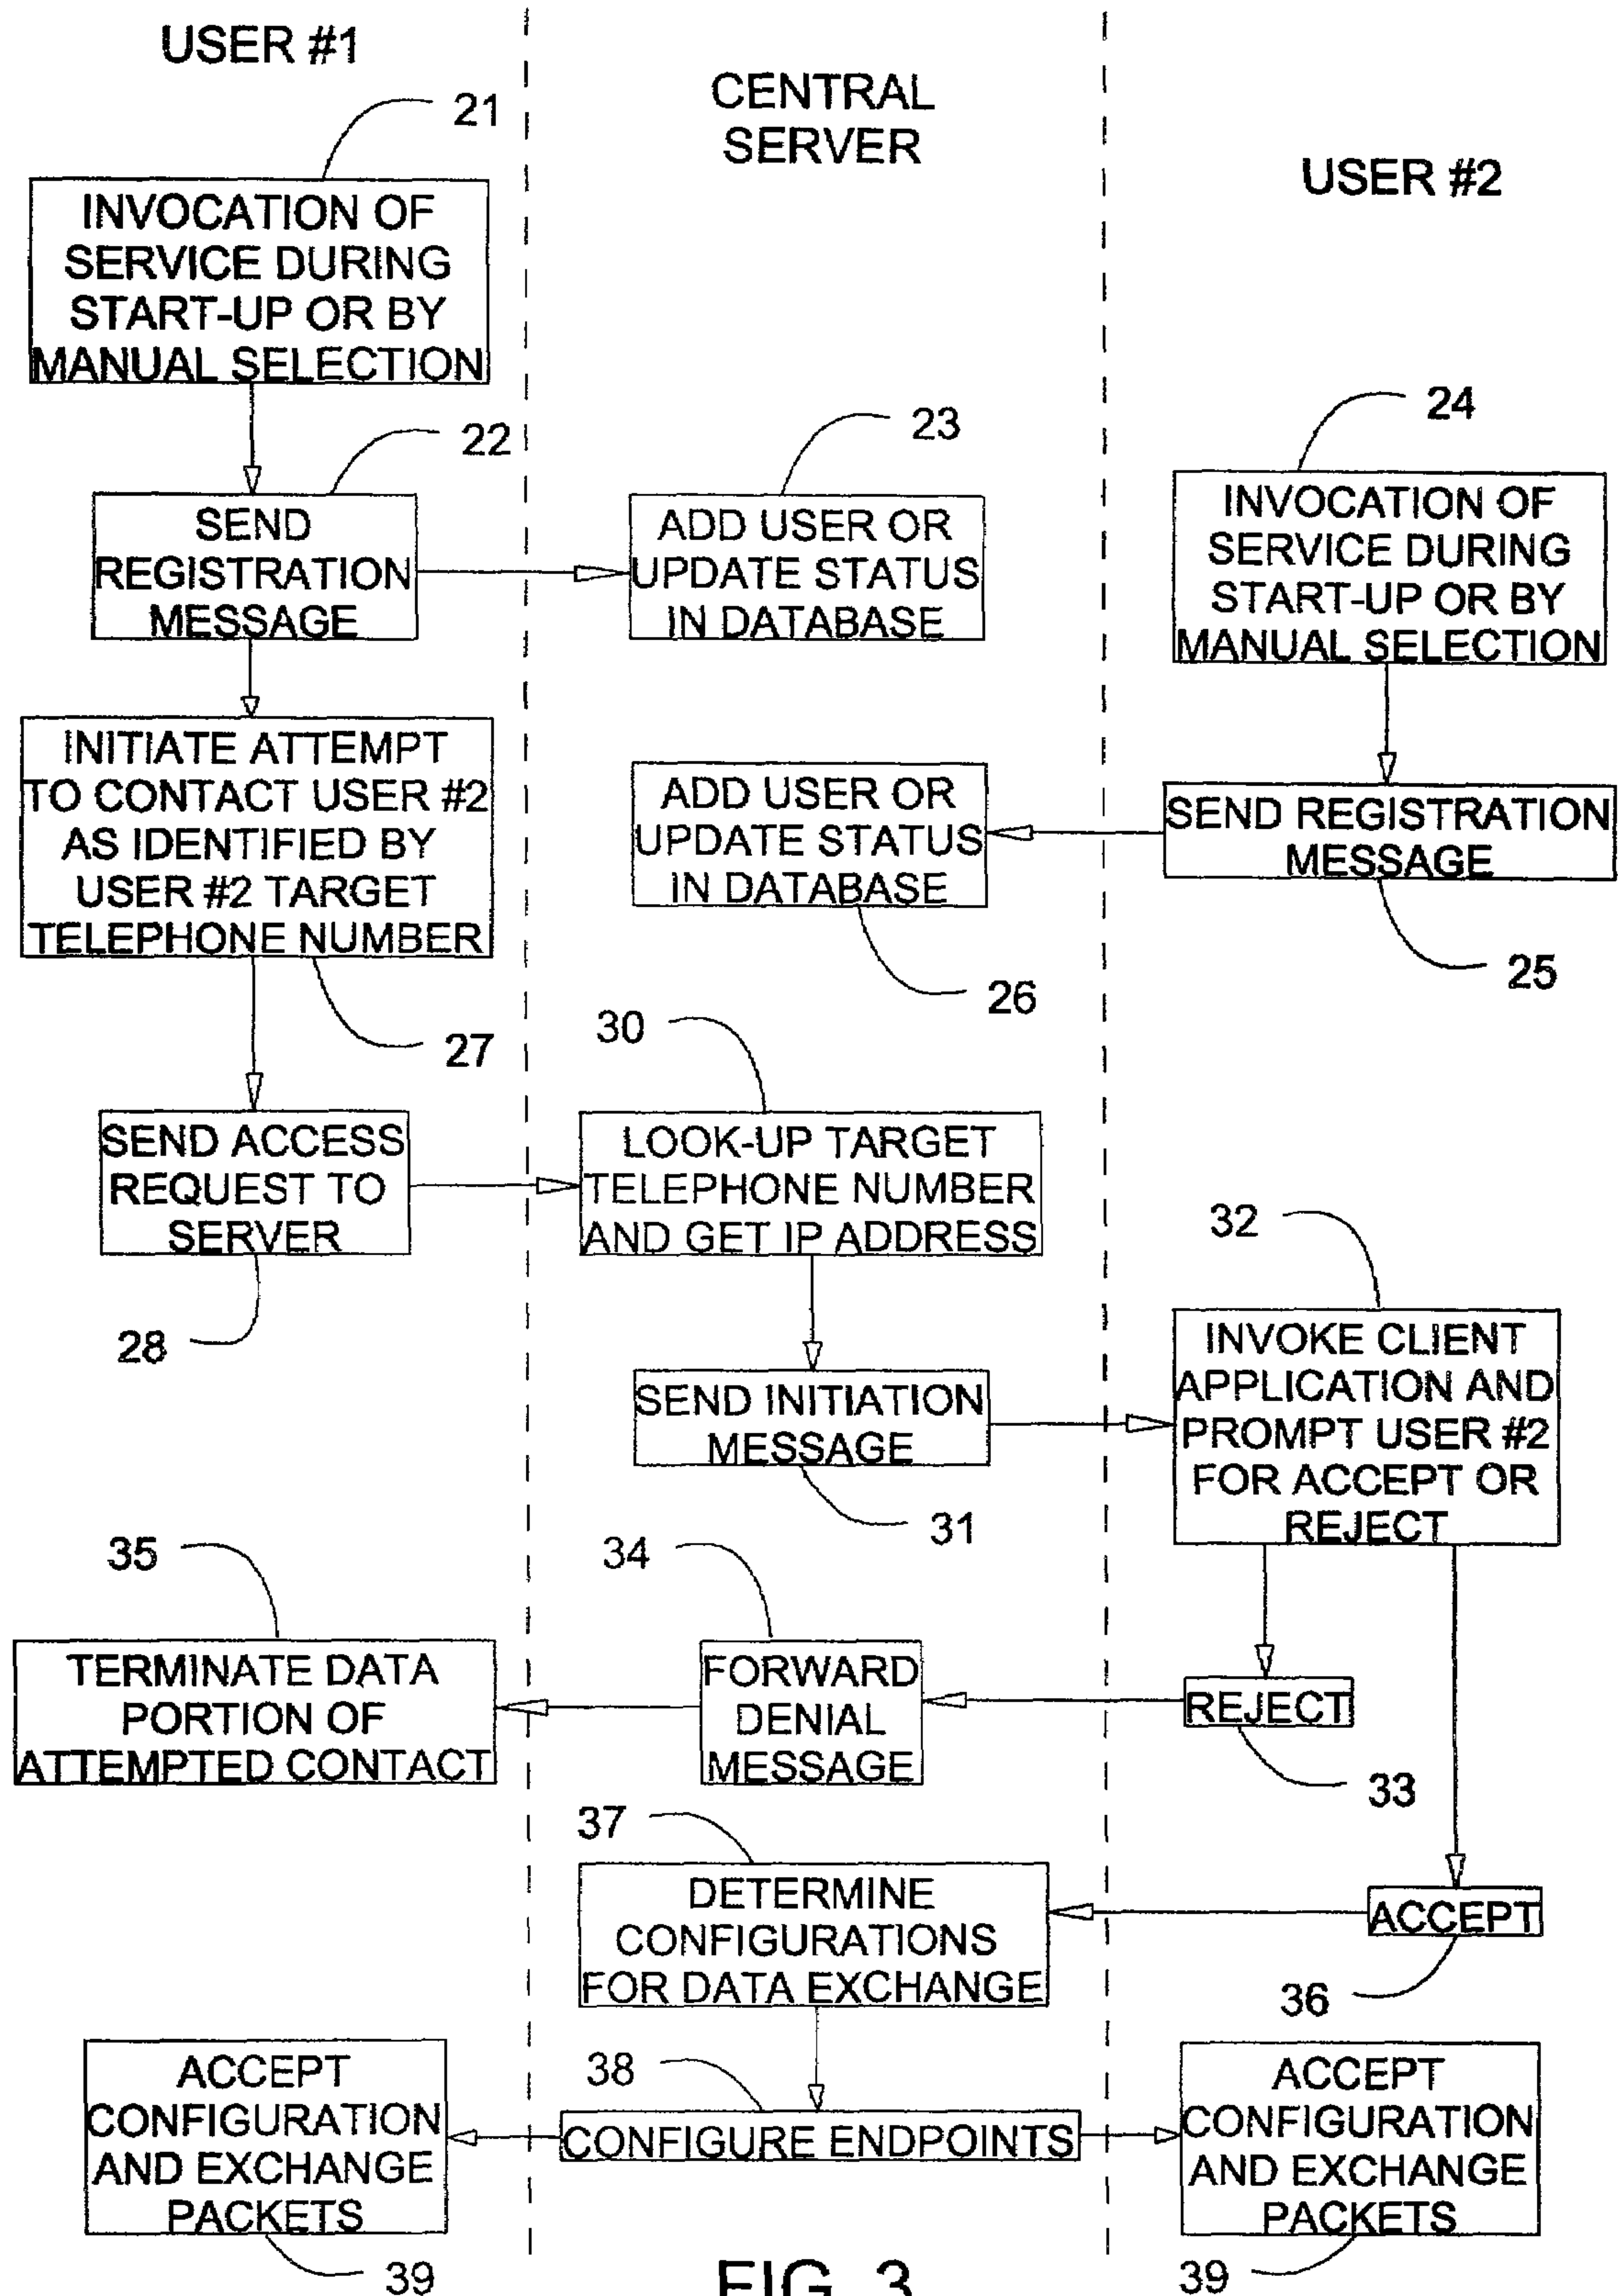 USER #1
CENTRAL
SERVER
USER #2
21
INVOCATION OF
SERVICE DURING
START-UP OR BY
MANUAL SELECTION
22
SEND
REGISTRATION
MESSAGE
23
ADD USER OR
UPDATE STATUS
IN DATABASE
24
INVOCATION OF
SERVICE DURING
START-UP OR BY
MANUAL SELECTION
INITIATE ATTEMPT
TO CONTACT USER #2
AS IDENTIFIED BY
USER #2 TARGET
TELEPHONE NUMBER
27
ADD USER OR
UPDATE STATUS
IN DATABASE
26
SEND REGISTRATION
MESSAGE
25
SEND ACCESS
REQUEST TO
SERVER
28
30
LOOK-UP TARGET
TELEPHONE NUMBER
AND GET IP ADDRESS
SEND INITIATION
MESSAGE
31
32
INVOKE CLIENT
APPLICATION AND
PROMPT USER #2
FOR ACCEPT OR
REJECT
35
TERMINATE DATA
PORTION OF
ATTEMPTED CONTACT
34
FORWARD
DENIAL
MESSAGE
REJECT
33
37
DETERMINE
CONFIGURATIONS
FOR DATA EXCHANGE
ACCEPT
36
ACCEPT
CONFIGURATION
AND EXCHANGE
PACKETS
39
38
CONFIGURE ENDPOINTS
ACCEPT
CONFIGURATION
AND EXCHANGE
PACKETS
39
FIG. 3